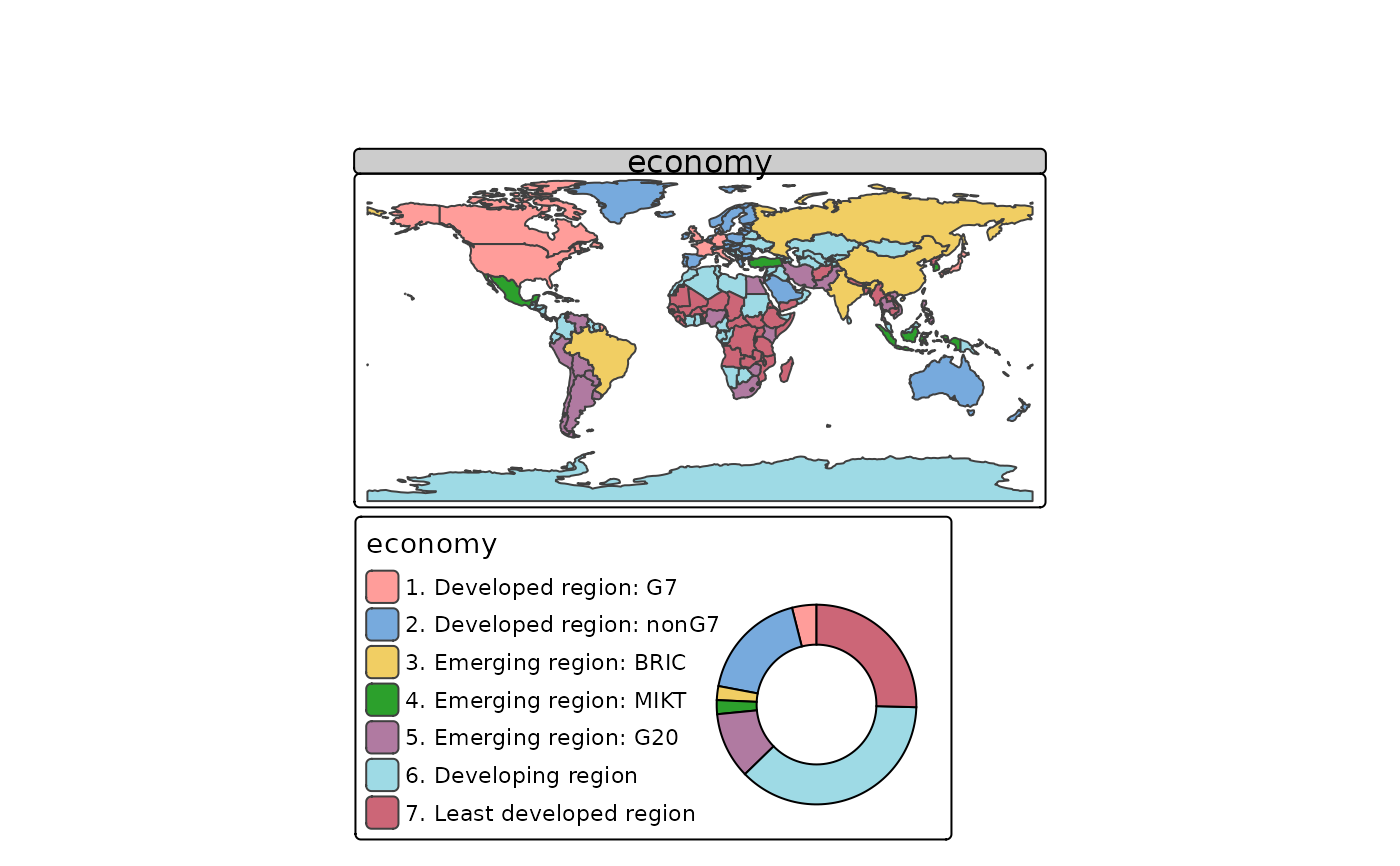 economy
economy
1. Developed region: G7
2. Developed region: nonG7
3. Emerging region: BRIC
4. Emerging region: MIKT
5. Emerging region: G20
6. Developing region
7. Least developed region